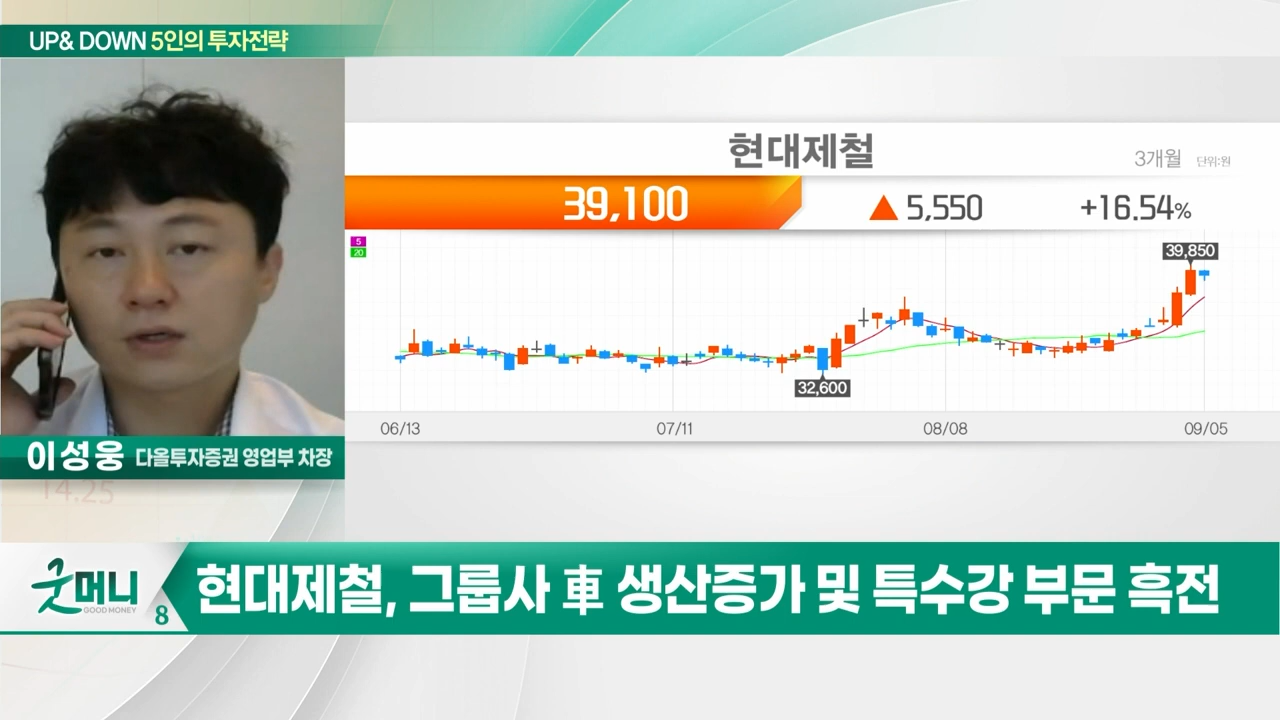 UP& DOWN 5인의 투자전략
현대제철
3개월 단위:원
39,100 ▲ 5,550 +16.54%
5
20
39,850
32,600
06/13 07/11 08/08 09/05
이성웅 다올투자증권 영업부 차장
14.25
굿머니
GOOD MONEY
8
현대제철, 그룹사 車 생산증가 및 특수강 부문 흑전